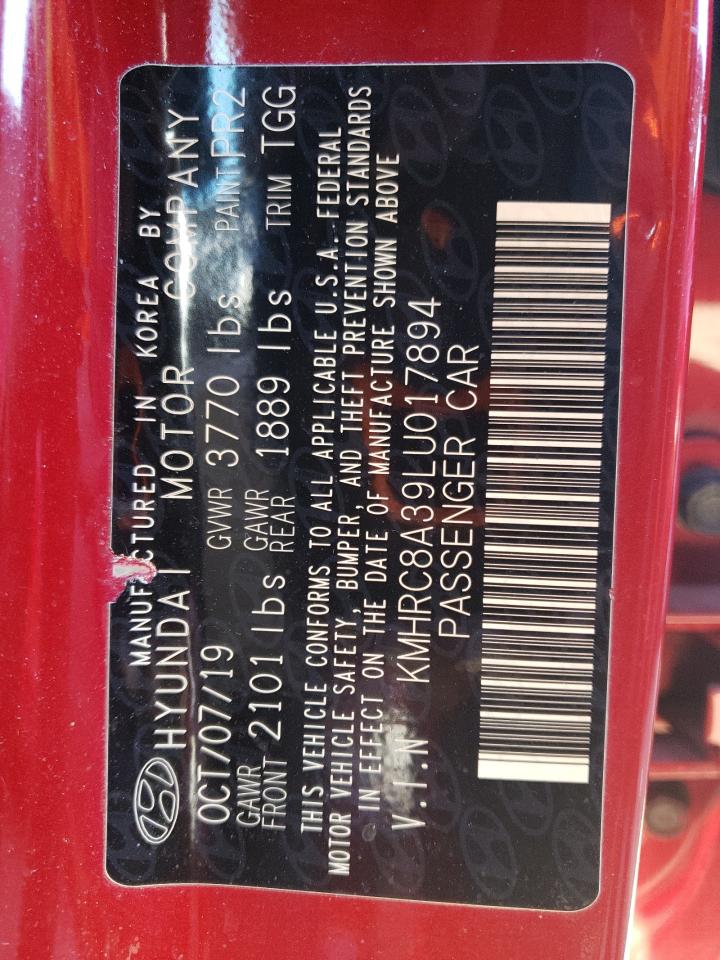 MANUFACTURED IN KOREA BY
HYUNDAI MOTOR COMPANY
OCT/07/19 GVWR 3770 lbs PAINT PR2
GAWR FRONT 2101 lbs GAWR REAR 1889 lbs TRIM TGG
THIS VEHICLE CONFORMS TO ALL APPLICABLE U.S.A. FEDERAL
MOTOR VEHICLE SAFETY, BUMPER, AND THEFT PREVENTION STANDARDS
IN EFFECT ON THE DATE OF MANUFACTURE SHOWN ABOVE
V.I.N KMHRC8A39LU017894
PASSENGER CAR